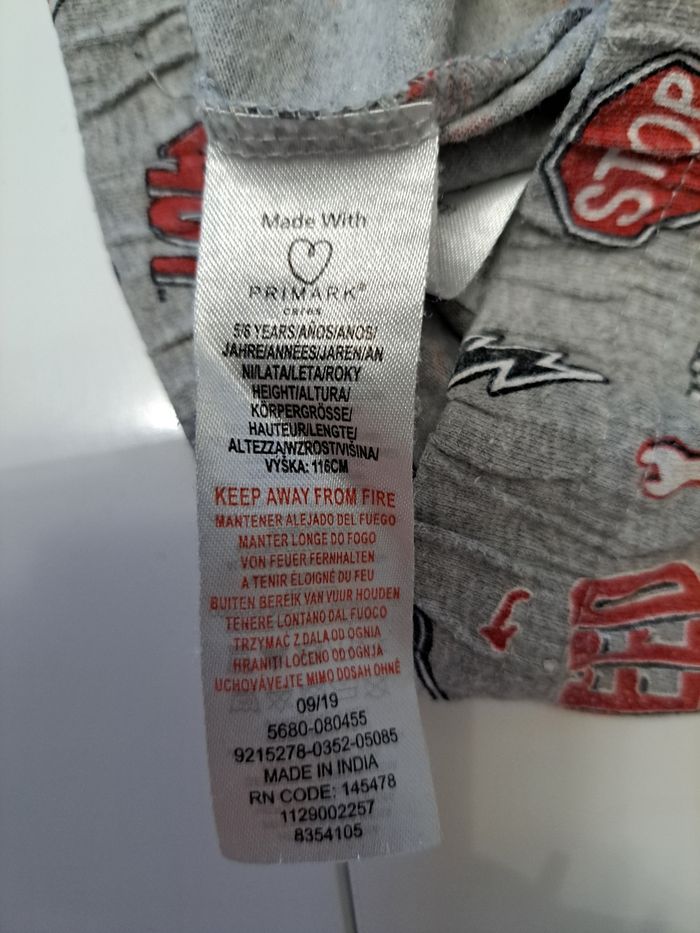 Made With
PRIMARK®
cares
5/6 YEARS/AÑOS/ANOS/
JAHRE/ANNÉES/JAREN/AN
NI/LATA/LETA/ROKY
HEIGHT/ALTURA/
KÖRPERGRÖSSE/
HAUTEUR/LENGTE/
ALTEZZA/WZROST/VIŠINA/
VÝŠKA: 116CM
KEEP AWAY FROM FIRE
MANTENER ALEJADO DEL FUEGO
MANTER LONGE DO FOGO
VON FEUER FERNHALTEN
A TENIR ÉLOIGNÉ DU FEU
BUITEN BEREIK VAN VUUR HOUDEN
TENERE LONTANO DAL FUOCO
TRZYMAĆ Z DALA OD OGNIA
HRANITI LOČENO OD OGNJA
UCHOVÁVEJTE MIMO DOSAH OHNĚ
09/19
5680-080455
9215278-0352-05085
MADE IN INDIA
RN CODE: 145478
1129002257
8354105
STOP